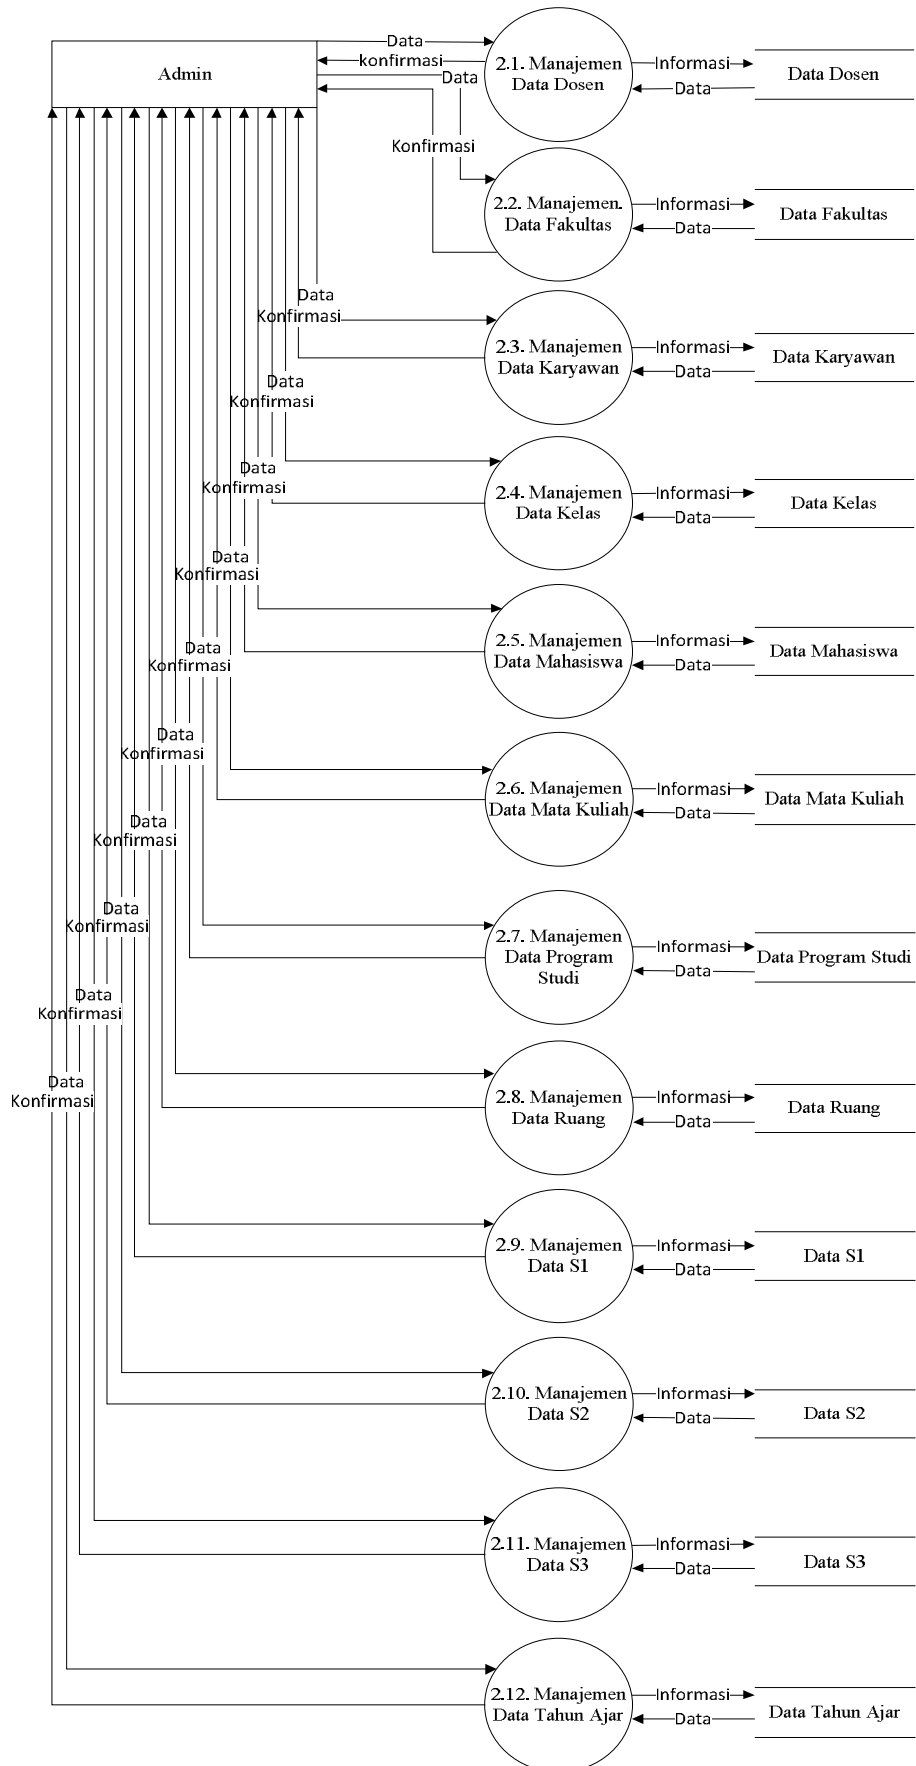 Data
konfirmasi
Admin
Data
2.1. Manajemen
Data Dosen
Informasi
Data
Data Dosen
Konfirmasi
2.2. Manajemen.
Data Fakultas
Informasi
Data
Data Fakultas
Data
Konfirmasi
2.3. Manajemen
Data Karyawan
Informasi
Data
Data Karyawan
Data
Konfirmasi
2.4. Manajemen
Data Kelas
Informasi
Data
Data Kelas
Data
Konfirmasi
2.5. Manajemen
Data Mahasiswa
Informasi
Data
Data Mahasiswa
Data
Konfirmasi
2.6. Manajemen
Data Mata Kuliah
Informasi
Data
Data Mata Kuliah
Data
Konfirmasi
2.7. Manajemen
Data Program
Studi
Informasi
Data
Data Program Studi
Data
Konfirmasi
2.8. Manajemen
Data Ruang
Informasi
Data
Data Ruang
Data
Konfirmasi
2.9. Manajemen
Data S1
Informasi
Data
Data S1
Data
Konfirmasi
2.10. Manajemen
Data S2
Informasi
Data
Data S2
Data
Konfirmasi
2.11. Manajemen
Data S3
Informasi
Data
Data S3
Data
Konfirmasi
2.12. Manajemen
Data Tahun Ajar
Informasi
Data
Data Tahun Ajar